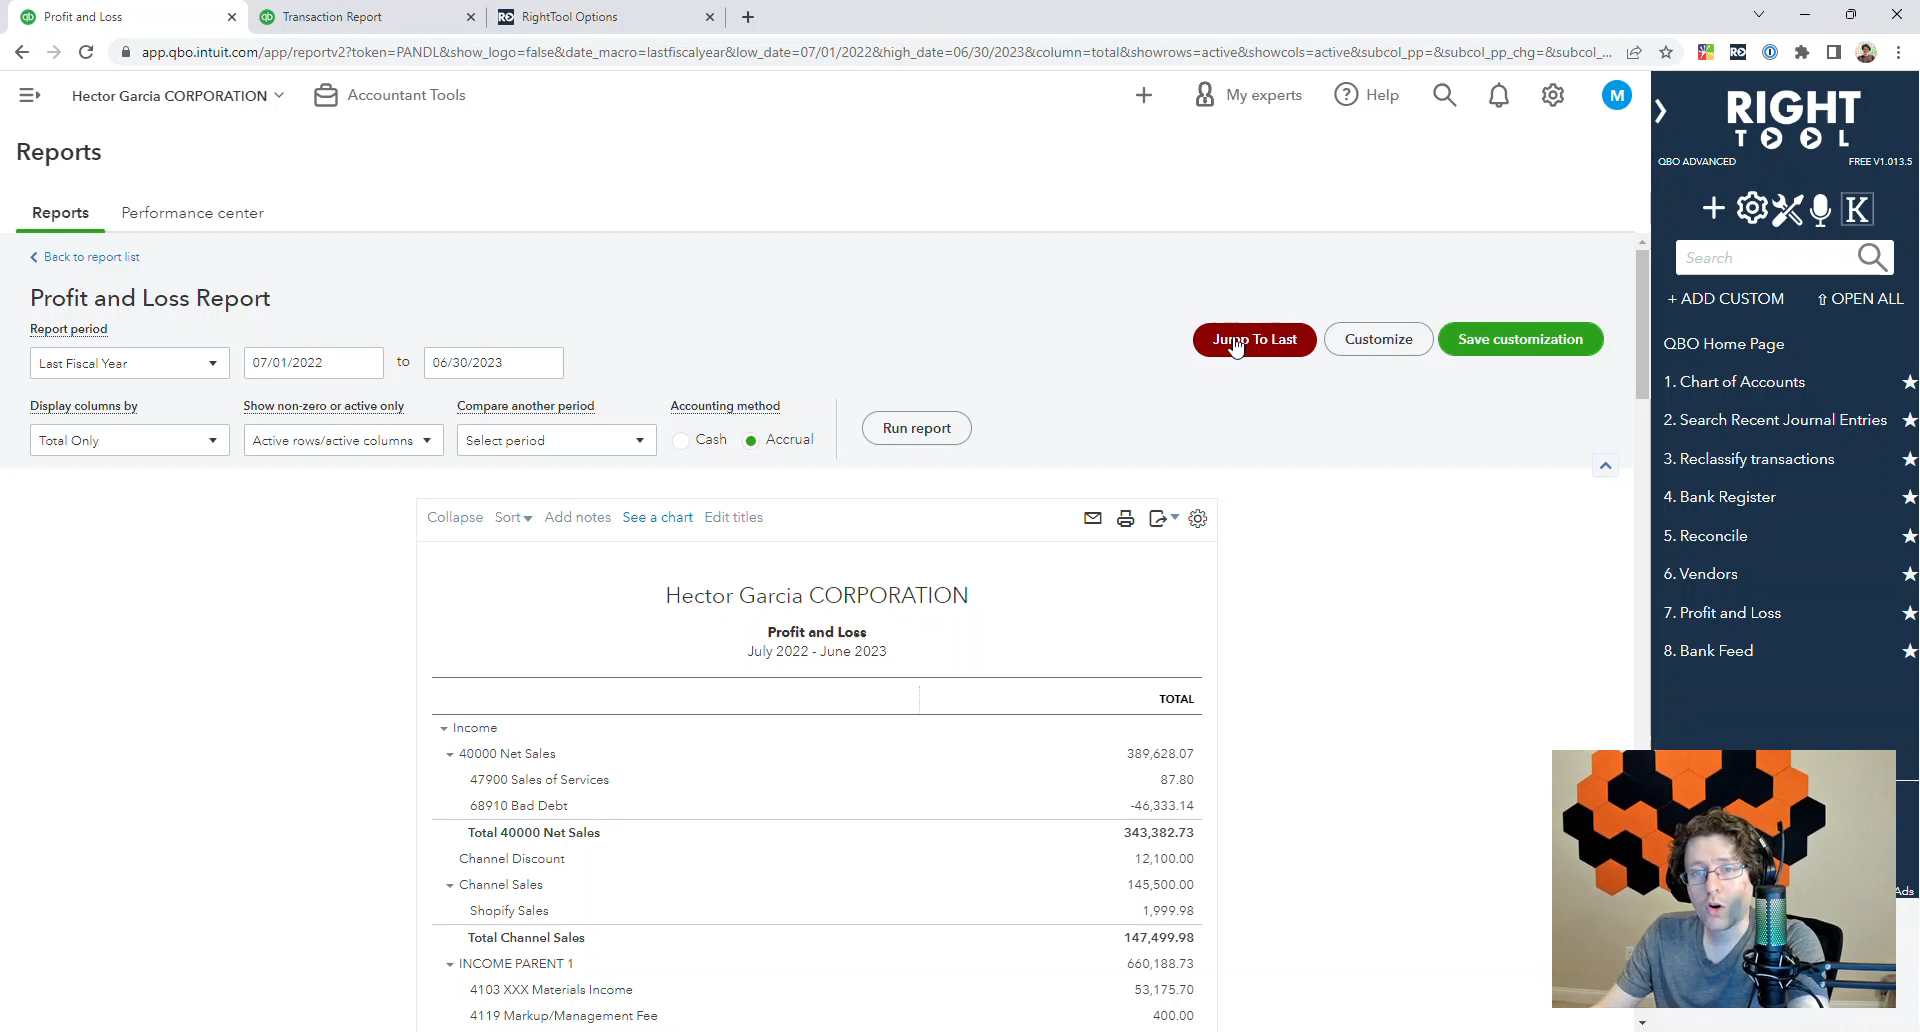 Profit and Loss
Transaction Report
RightTool Options
app.qbo.intuit.com/app/reportv2?token=PANDL&show_logo=false&date_macro=lastfiscalyear&low_date=07/01/2022&high_date=06/30/2023&column=total&showrows=active&showcols=active&subcol_pp=&subcol_pp_chg=&subcol_...
Hector Garcia CORPORATION
Accountant Tools
My experts
Help
M
Reports
Reports
Performance center
Back to report list
Profit and Loss Report
Report period
Last Fiscal Year
07/01/2022
to
06/30/2023
Jump To Last
Customize
Save customization
Display columns by
Show non-zero or active only
Compare another period
Accounting method
Total Only
Active rows/active columns
Select period
Cash
Accrual
Run report
Collapse
Sort
Add notes
See a chart
Edit titles
Hector Garcia CORPORATION
Profit and Loss
July 2022 - June 2023
TOTAL
Income
40000 Net Sales 389,628.07
47900 Sales of Services 87.80
68910 Bad Debt -46,333.14
Total 40000 Net Sales 343,382.73
Channel Discount 12,100.00
Channel Sales 145,500.00
Shopify Sales 1,999.98
Total Channel Sales 147,499.98
INCOME PARENT 1 660,188.73
4103 XXX Materials Income 53,175.70
4119 Markup/Management Fee 400.00
RIGHT
TOOL
QBO ADVANCED
FREE V1.013.5
K
Search
+ ADD CUSTOM
⇧ OPEN ALL
QBO Home Page
1. Chart of Accounts
2. Search Recent Journal Entries
3. Reclassify transactions
4. Bank Register
5. Reconcile
6. Vendors
7. Profit and Loss
8. Bank Feed
Ads